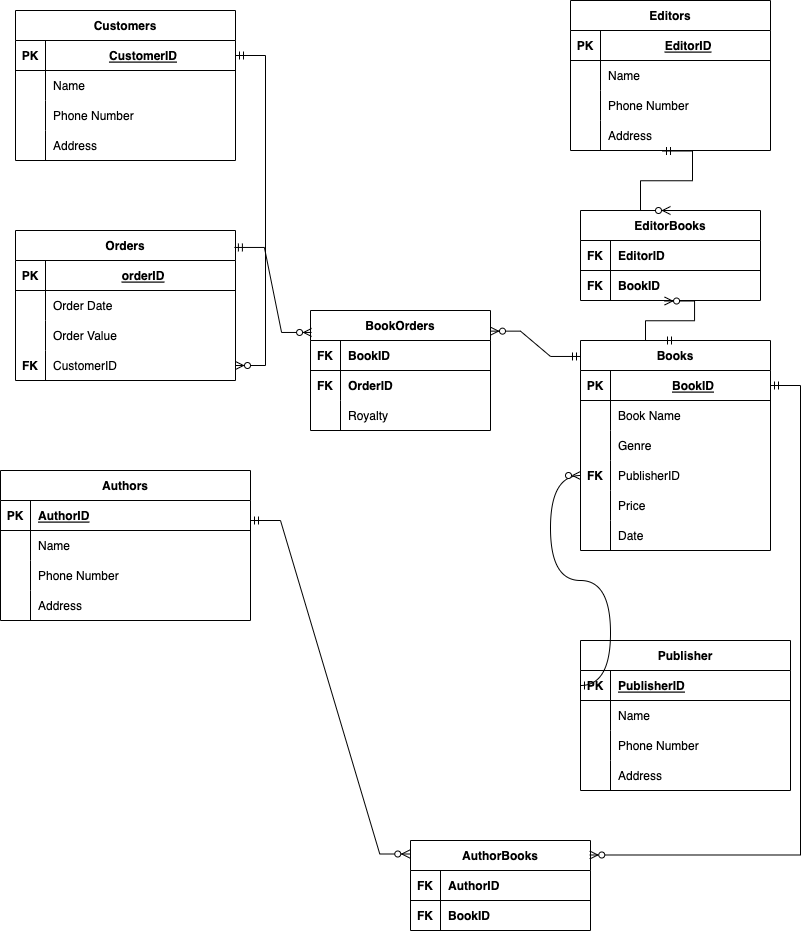 Customers
PK CustomerID
Name
Phone Number
Address
Editors
PK EditorID
Name
Phone Number
Address
Orders
PK orderID
Order Date
Order Value
FK CustomerID
EditorBooks
FK EditorID
FK BookID
BookOrders
FK BookID
FK OrderID
Royalty
Books
PK BookID
Book Name
Genre
FK PublisherID
Price
Date
Authors
PK AuthorID
Name
Phone Number
Address
Publisher
PK PublisherID
Name
Phone Number
Address
AuthorBooks
FK AuthorID
FK BookID